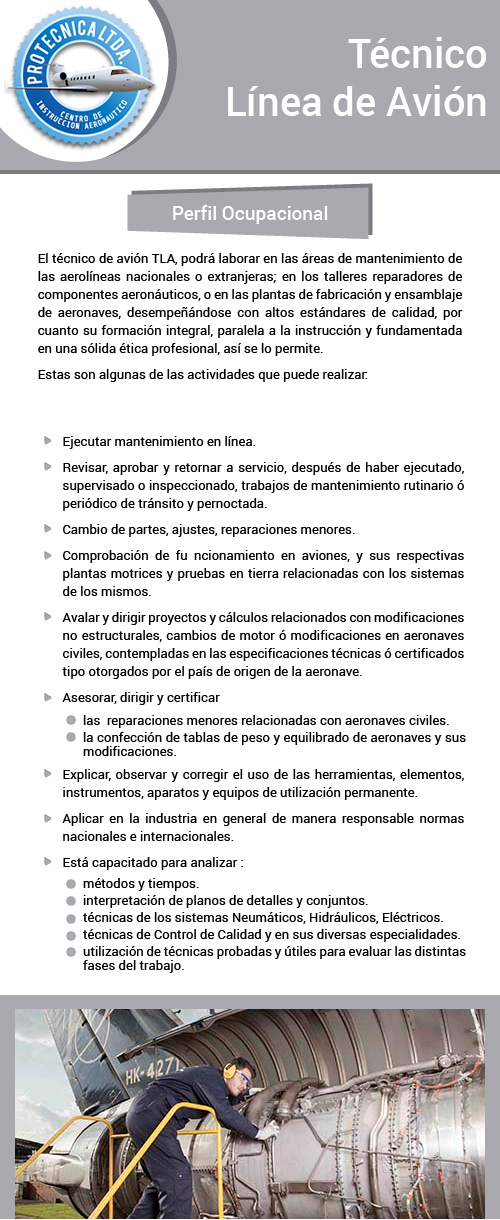 PROTECNICA LTDA.
CENTRO DE
INSTRUCCION AERONAUTICO
Técnico
Línea de Avión
Perfil Ocupacional
El técnico de avión TLA, podrá laborar en las áreas de mantenimiento de
las aerolíneas nacionales o extranjeras; en los talleres reparadores de
componentes aeronáuticos, o en las plantas de fabricación y ensamblaje
de aeronaves, desempeñándose con altos estándares de calidad, por
cuanto su formación integral, paralela a la instrucción y fundamentada
en una sólida ética profesional, así se lo permite.
Estas son algunas de las actividades que puede realizar:
Ejecutar mantenimiento en línea.
Revisar, aprobar y retornar a servicio, después de haber ejecutado,
supervisado o inspeccionado, trabajos de mantenimiento rutinario ó
periódico de tránsito y pernoctada.
Cambio de partes, ajustes, reparaciones menores.
Comprobación de fu ncionamiento en aviones, y sus respectivas
plantas motrices y pruebas en tierra relacionadas con los sistemas
de los mismos.
Avalar y dirigir proyectos y cálculos relacionados con modificaciones
no estructurales, cambios de motor ó modificaciones en aeronaves
civiles, contempladas en las especificaciones técnicas ó certificados
tipo otorgados por el país de origen de la aeronave.
Asesorar, dirigir y certificar
las reparaciones menores relacionadas con aeronaves civiles.
la confección de tablas de peso y equilibrado de aeronaves y sus
modificaciones.
Explicar, observar y corregir el uso de las herramientas, elementos,
instrumentos, aparatos y equipos de utilización permanente.
Aplicar en la industria en general de manera responsable normas
nacionales e internacionales.
Está capacitado para analizar :
métodos y tiempos.
interpretación de planos de detalles y conjuntos.
técnicas de los sistemas Neumáticos, Hidráulicos, Eléctricos.
técnicas de Control de Calidad y en sus diversas especialidades.
utilización de técnicas probadas y útiles para evaluar las distintas
fases del trabajo.
HK-4271